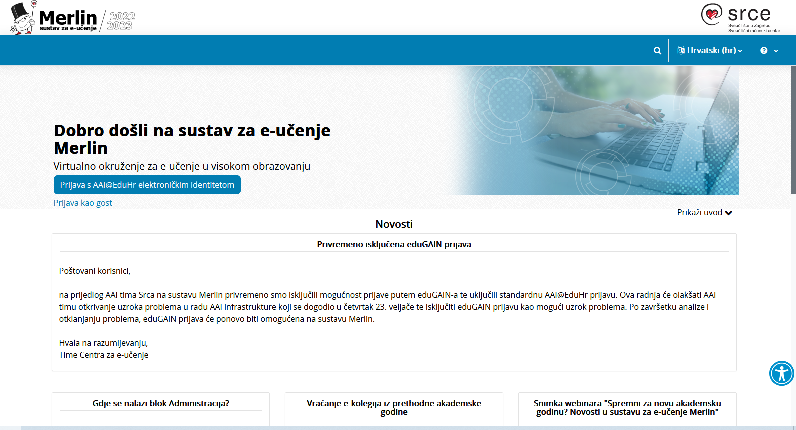 Merlin 2022 2023
sustav za e-učenje
srce
Hrvatski (hr)
Dobro došli na sustav za e-učenje
Merlin
Virtualno okruženje za e-učenje u visokom obrazovanju
Prijava s AAI@EduHr elektroničkim identitetom
Prijava kao gost
Prikaži uvod
Novosti
Privremeno isključena eduGAIN prijava
Poštovani korisnici,
na prijedlog AAI tima Srca na sustavu Merlin privremeno smo isključili mogućnost prijave putem eduGAIN-a te uključili standardnu AAI@EduHr prijavu. Ova radnja će olakšati AAI
timu otkrivanje uzroka problema u radu AAI infrastrukture koji se dogodio u četvrtak 23. veljače te isključiti eduGAIN prijavu kao mogući uzrok problema. Po završetku analize i
otklanjanju problema, eduGAIN prijava će ponovo biti omogućena na sustavu Merlin.
Hvala na razumijevanju,
Time Centra za e-učenje
Gdje se nalazi blok Administracija?
Vraćanje e-kolegija iz prethodne akademske
godine
Snimka webinara "Spremni za novu akademsku
godinu? Novosti u sustavu za e-učenje Merlin"